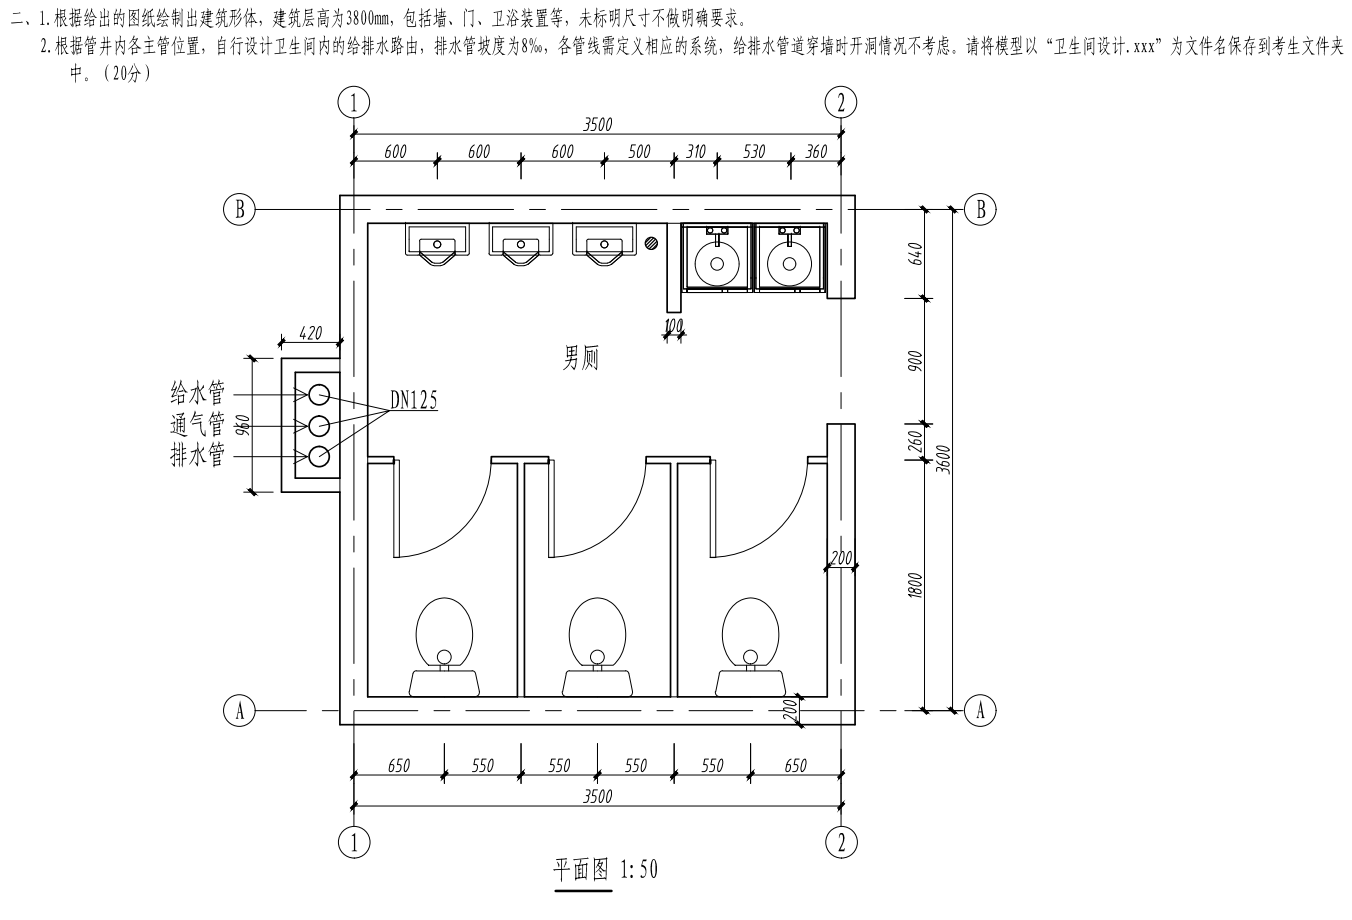 二、1.根据给出的图纸绘制出建筑形体，建筑层高为3800mm，包括墙、门、卫浴装置等，未标明尺寸不做明确要求。
2.根据管井内各主管位置，自行设计卫生间内的给排水路由，排水管坡度为8‰，各管线需定义相应的系统，给排水管道穿墙时开洞情况不考虑。请将模型以“卫生间设计.xxx”为文件名保存到考生文件夹
中。（20分）
1 2
3500
600 600 600 500 310 530 360
B B
640
420
100
男厕
900
给水管
DN125
通气管
960
排水管
260
3600
200
1800
200
A A
650 550 550 550 550 650
3500
1 2
平面图 1:50